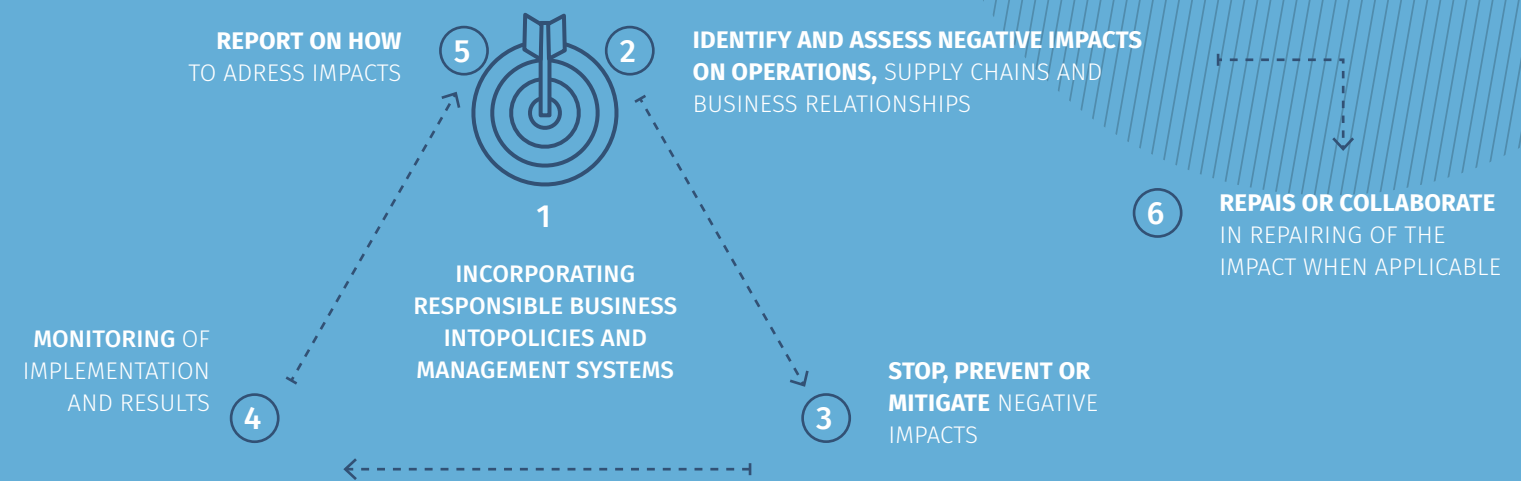 1
INCORPORATING
RESPONSIBLE BUSINESS
INTOPOLICIES AND
MANAGEMENT SYSTEMS
2
IDENTIFY AND ASSESS NEGATIVE IMPACTS
ON OPERATIONS, SUPPLY CHAINS AND
BUSINESS RELATIONSHIPS
3
STOP, PREVENT OR
MITIGATE NEGATIVE
IMPACTS
4
MONITORING OF
IMPLEMENTATION
AND RESULTS
5
REPORT ON HOW
TO ADRESS IMPACTS
6
REPAIS OR COLLABORATE
IN REPAIRING OF THE
IMPACT WHEN APPLICABLE